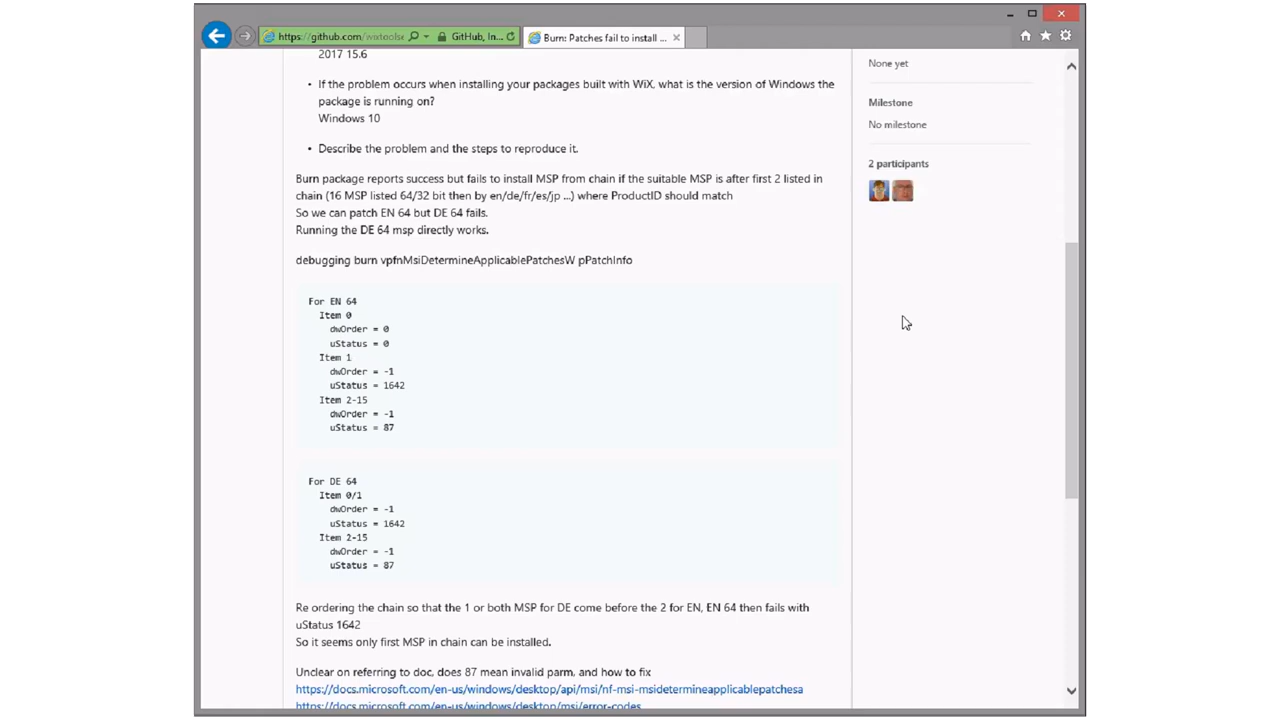 https://github.com/wixtoolse
GitHub, In...
Burn: Patches fail to install ...
2017 15.6
• If the problem occurs when installing your packages built with WiX, what is the version of Windows the
package is running on?
Windows 10
• Describe the problem and the steps to reproduce it.
Burn package reports success but fails to install MSP from chain if the suitable MSP is after first 2 listed in
chain (16 MSP listed 64/32 bit then by en/de/fr/es/jp ...) where ProductID should match
So we can patch EN 64 but DE 64 fails.
Running the DE 64 msp directly works.
debugging burn vpfnMsiDetermineApplicablePatchesW pPatchInfo
For EN 64
Item 0
dwOrder = 0
uStatus = 0
Item 1
dwOrder = -1
uStatus = 1642
Item 2-15
dwOrder = -1
uStatus = 87
For DE 64
Item 0/1
dwOrder = -1
uStatus = 1642
Item 2-15
dwOrder = -1
uStatus = 87
Re ordering the chain so that the 1 or both MSP for DE come before the 2 for EN, EN 64 then fails with
uStatus 1642
So it seems only first MSP in chain can be installed.
Unclear on referring to doc, does 87 mean invalid parm, and how to fix
https://docs.microsoft.com/en-us/windows/desktop/api/msi/nf-msi-msideterminEapplicablepatchesa
https://docs.microsoft.com/en-us/windows/desktop/msi/error-codes
None yet
Milestone
No milestone
2 participants